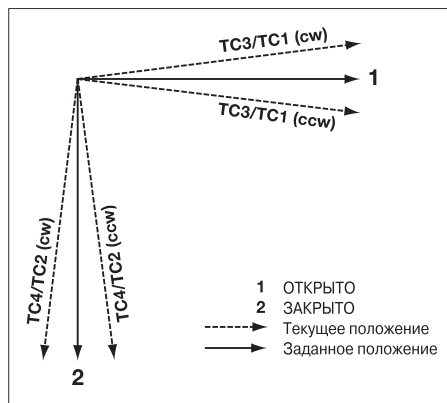 TC3/TC1 (cw)
1
TC3/TC1 (ccw)
TC4/TC2 (cw)
TC4/TC2 (ccw)
2
1 ОТКРЫТО
2 ЗАКРЫТО
Текущее положение
Заданное положение